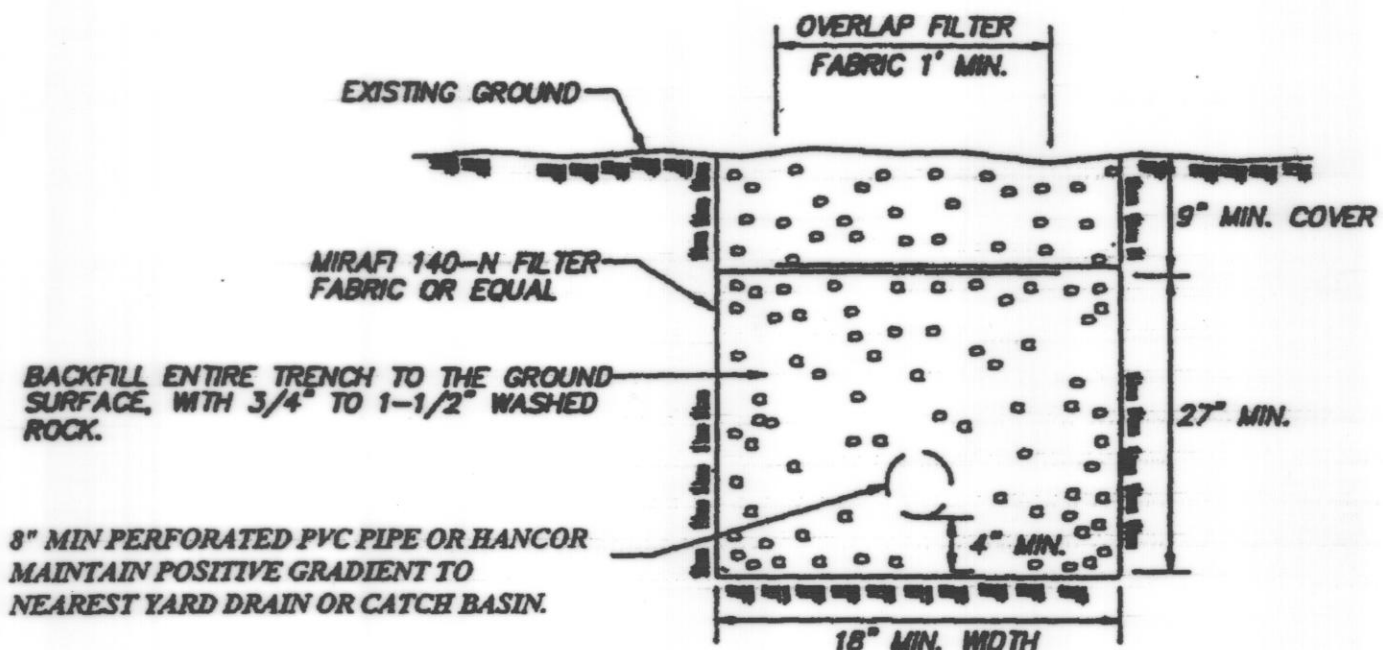 OVERLAP FILTER
FABRIC 1' MIN.
EXISTING GROUND
9" MIN. COVER
MIRAFI 140-N FILTER
FABRIC OR EQUAL
BACKFILL ENTIRE TRENCH TO THE GROUND
SURFACE, WITH 3/4" TO 1-1/2" WASHED
ROCK.
27" MIN.
8" MIN PERFORATED PVC PIPE OR HANCOR
MAINTAIN POSITIVE GRADIENT TO
NEAREST YARD DRAIN OR CATCH BASIN.
4" MIN.
18" MIN. WIDTH